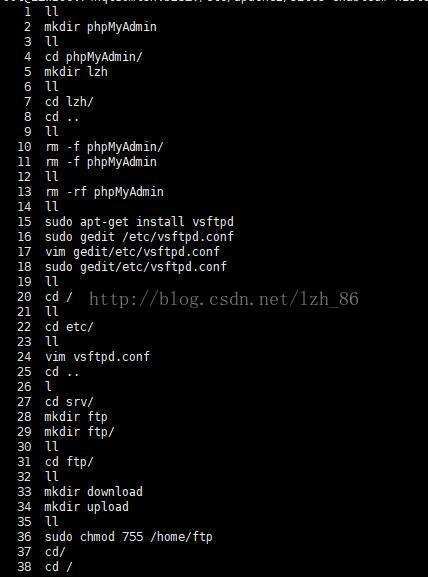 1 ll
2 mkdir phpMyAdmin
3 ll
4 cd phpMyAdmin/
5 mkdir lzh
6 ll
7 cd lzh/
8 cd ..
9 ll
10 rm -f phpMyAdmin/
11 rm -f phpMyAdmin
12 ll
13 rm -rf phpMyAdmin
14 ll
15 sudo apt-get install vsftpd
16 sudo gedit /etc/vsftpd.conf
17 vim gedit/etc/vsftpd.conf
18 sudo gedit/etc/vsftpd.conf
19 ll
20 cd /
http://blog.csdn.net/lzh_86
21 ll
22 cd etc/
23 ll
24 vim vsftpd.conf
25 cd ..
26 l
27 cd srv/
28 mkdir ftp
29 mkdir ftp/
30 ll
31 cd ftp/
32 ll
33 mkdir download
34 mkdir upload
35 ll
36 sudo chmod 755 /home/ftp
37 cd/
38 cd /